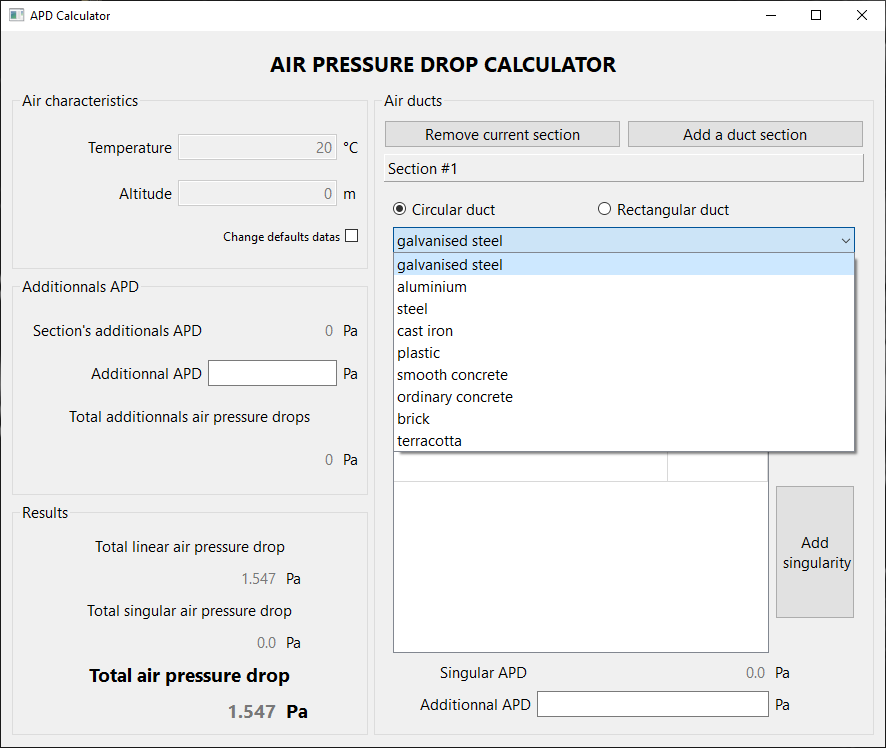 APD Calculator
AIR PRESSURE DROP CALCULATOR
Air characteristics
Temperature 20 °C
Altitude 0 m
Change defaults datas
Additionnals APD
Section's additionals APD 0 Pa
Additionnal APD Pa
Total additionnals air pressure drops
0 Pa
Results
Total linear air pressure drop
1.547 Pa
Total singular air pressure drop
0.0 Pa
Total air pressure drop
1.547 Pa
Air ducts
Remove current section Add a duct section
Section #1
Circular duct Rectangular duct
galvanised steel
galvanised steel
aluminium
steel
cast iron
plastic
smooth concrete
ordinary concrete
brick
terracotta
Add
singularity
Singular APD 0.0 Pa
Additionnal APD Pa